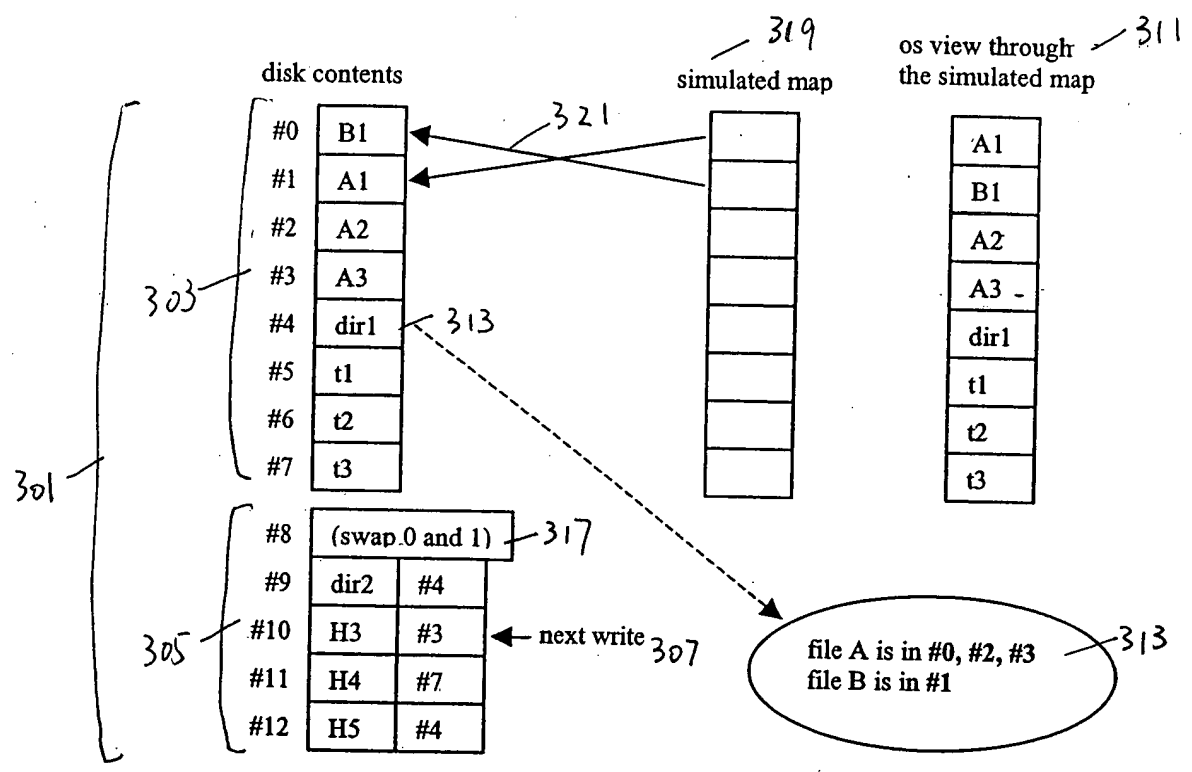 319
311
os view through
the simulated map
disk contents
simulated map
#0 B1
321
A1
#1 A1
B1
#2 A2
A2
303
#3 A3
A3
#4 dir1
313
dir1
#5 t1
t1
#6 t2
t2
#7 t3
t3
301
#8 (swap 0 and 1)
317
#9 dir2 #4
305
#10 H3 #3
next write
307
#11 H4 #7
#12 H5 #4
file A is in #0, #2, #3
file B is in #1
313